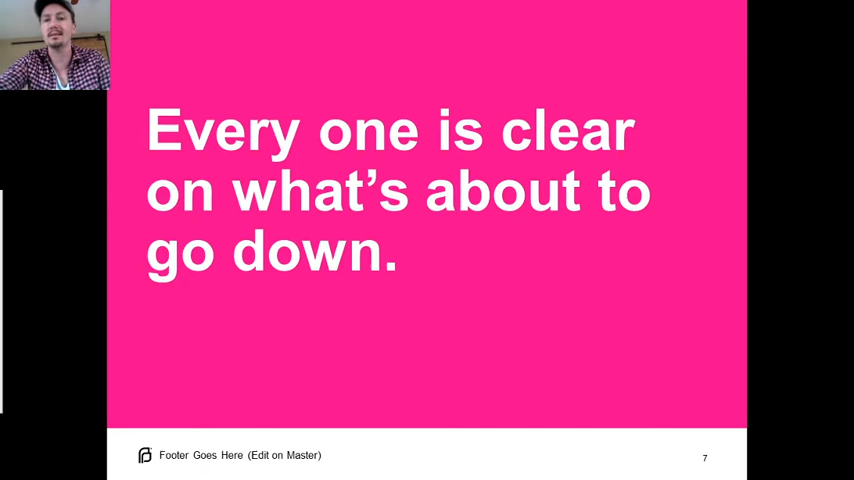 Every one is clear
on what’s about to
go down.
Footer Goes Here (Edit on Master)
7